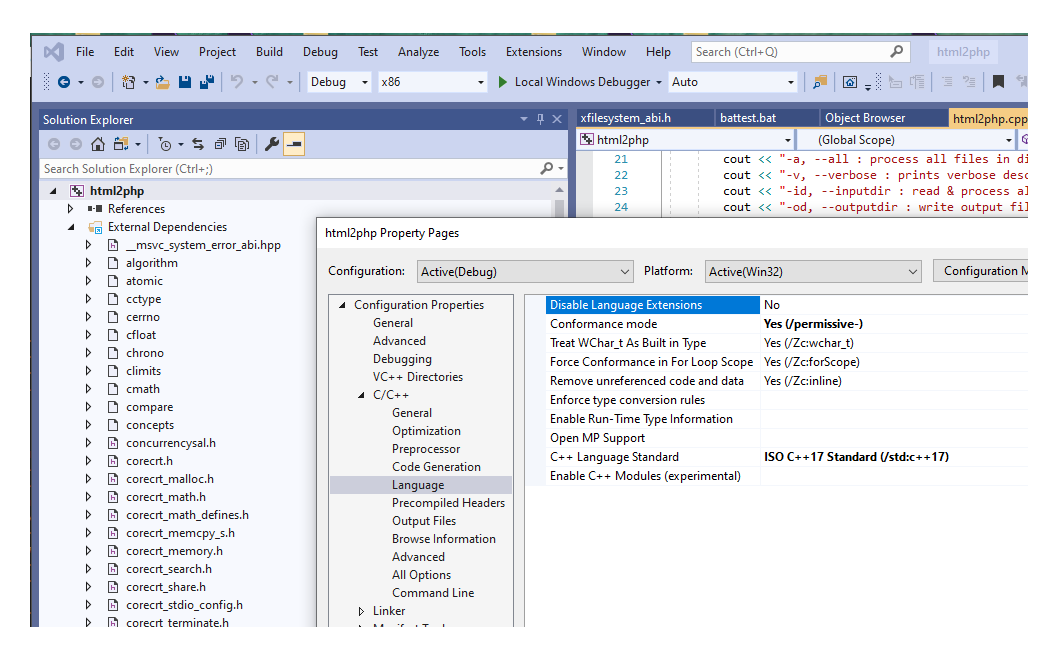 File Edit View Project Build Debug Test Analyze Tools Extensions Window Help Search (Ctrl+Q) html2php
Debug x86 Local Windows Debugger Auto
Solution Explorer
Search Solution Explorer (Ctrl+;)
html2php
References
External Dependencies
__msvc_system_error_abi.hpp
algorithm
atomic
cctype
cerrno
cfloat
chrono
climits
cmath
compare
concepts
concurrencysal.h
corecrt.h
corecrt_malloc.h
corecrt_math.h
corecrt_math_defines.h
corecrt_memcpy_s.h
corecrt_memory.h
corecrt_search.h
corecrt_share.h
corecrt_stdio_config.h
corecrt_terminate.h
xfilesystem_abi.h battest.bat Object Browser html2php.cpp
html2php (Global Scope)
21 cout << "-a, --all : process all files in di
22 cout << "-v, --verbose : prints verbose desc
23 cout << "-id, --inputdir : read & process al
24 cout << "-od, --outputdir : write output fil
html2php Property Pages
Configuration: Active(Debug) Platform: Active(Win32) Configuration M
Configuration Properties
General
Advanced
Debugging
VC++ Directories
C/C++
General
Optimization
Preprocessor
Code Generation
Language
Precompiled Headers
Output Files
Browse Information
Advanced
All Options
Command Line
Linker
Disable Language Extensions No
Conformance mode Yes (/permissive-)
Treat WChar_t As Built in Type Yes (/Zc:wchar_t)
Force Conformance in For Loop Scope Yes (/Zc:forScope)
Remove unreferenced code and data Yes (/Zc:inline)
Enforce type conversion rules
Enable Run-Time Type Information
Open MP Support
C++ Language Standard ISO C++17 Standard (/std:c++17)
Enable C++ Modules (experimental)